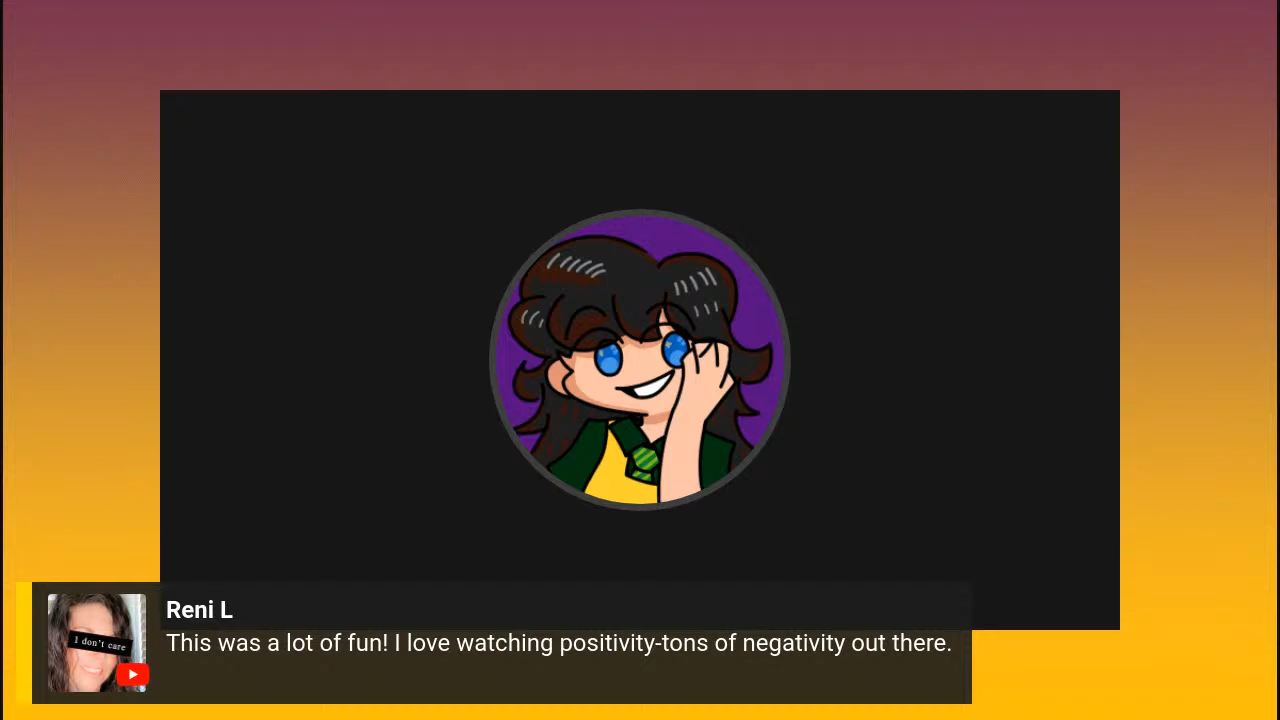 I don't care
Reni L
This was a lot of fun! I love watching positivity-tons of negativity out there.